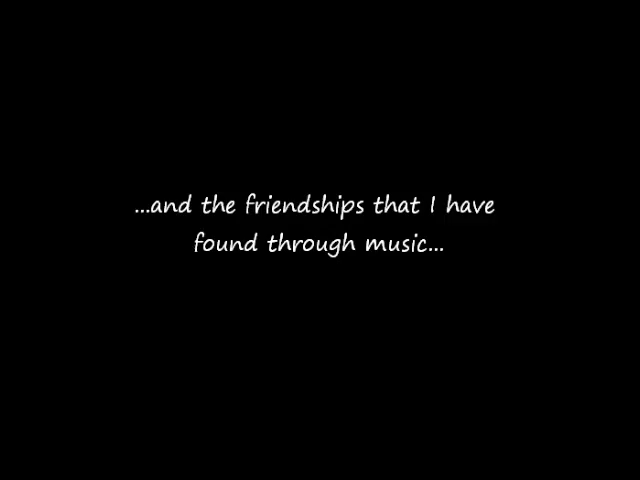 ...and the friendships that I have
found through music...